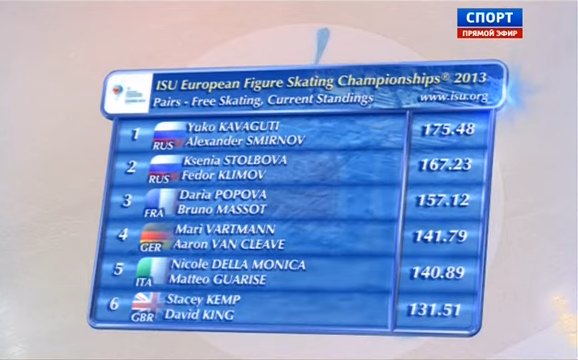 СПОРТ
ПРЯМОЙ ЭФИР
ISU European Figure Skating Championships® 2013
Pairs - Free Skating, Current Standings www.isu.org
1 RUS Yuko KAVAGUTI
Alexander SMIRNOV 175.48
2 RUS Ksenia STOLBOVA
Fedor KLIMOV 167.23
3 FRA Daria POPOVA
Bruno MASSOT 157.12
4 GER Mari VARTMANN
Aaron VAN CLEAVE 141.79
5 ITA Nicole DELLA MONICA
Matteo GUARISE 140.89
6 GBR Stacey KEMP
David KING 131.51